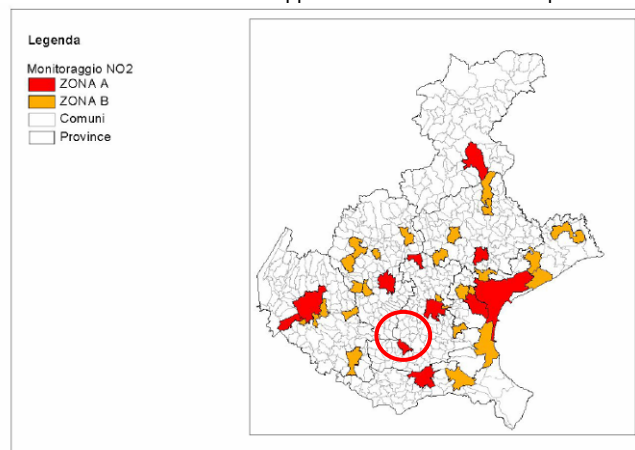 Legenda
Monitoraggio NO2
ZONA A
ZONA B
Comuni
Province